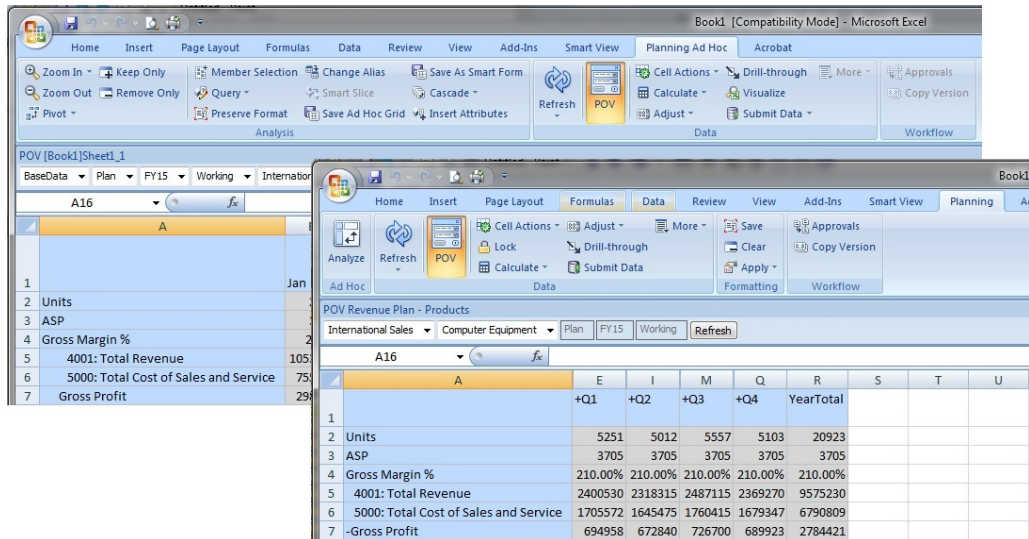 Book1 [Compatibility Mode] - Microsoft Excel
Home Insert Page Layout Formulas Data Review View Add-Ins Smart View Planning Ad Hoc Acrobat
Zoom In Keep Only Member Selection Change Alias Save As Smart Form Cell Actions Drill-through More Approvals
Zoom Out Remove Only Query Smart Slice Cascade Refresh POV Calculate Visualize Copy Version
Pivot Preserve Format Save Ad Hoc Grid Insert Attributes Adjust Submit Data
Analysis Data Workflow
POV [Book1]Sheet1_1
BaseData Plan FY15 Working
A16 fx
A
1 Jan
2 Units
3 ASP
4 Gross Margin %
5 4001: Total Revenue
6 5000: Total Cost of Sales and Service
7 Gross Profit
Book1
Home Insert Page Layout Formulas Data Review View Add-Ins Smart View Planning
Analyze Refresh POV Cell Actions Adjust More Save Approvals
Lock Drill-through Clear Copy Version
Calculate Submit Data Apply
Ad Hoc Data Formatting Workflow
POV Revenue Plan - Products
International Sales Computer Equipment Plan FY15 Working Refresh
A16 fx
A E I M Q R S T U
1 +Q1 +Q2 +Q3 +Q4 YearTotal
2 Units 5251 5012 5557 5103 20923
3 ASP 3705 3705 3705 3705 3705
4 Gross Margin % 210.00% 210.00% 210.00% 210.00% 210.00%
5 4001: Total Revenue 2400530 2318315 2487115 2369270 9575230
6 5000: Total Cost of Sales and Service 1705572 1645475 1760415 1679347 6790809
7 -Gross Profit 694958 672840 726700 689923 2784421